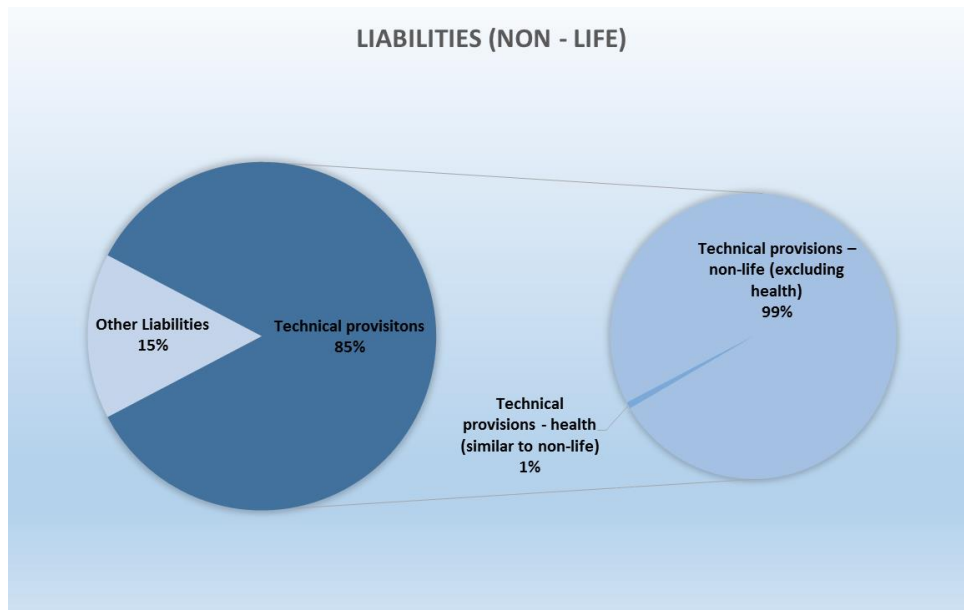 LIABILITIES (NON - LIFE)
Other Liabilities
15%
Technical provisitons
85%
Technical provisions –
non-life (excluding
health)
99%
Technical
provisions - health
(similar to non-life)
1%